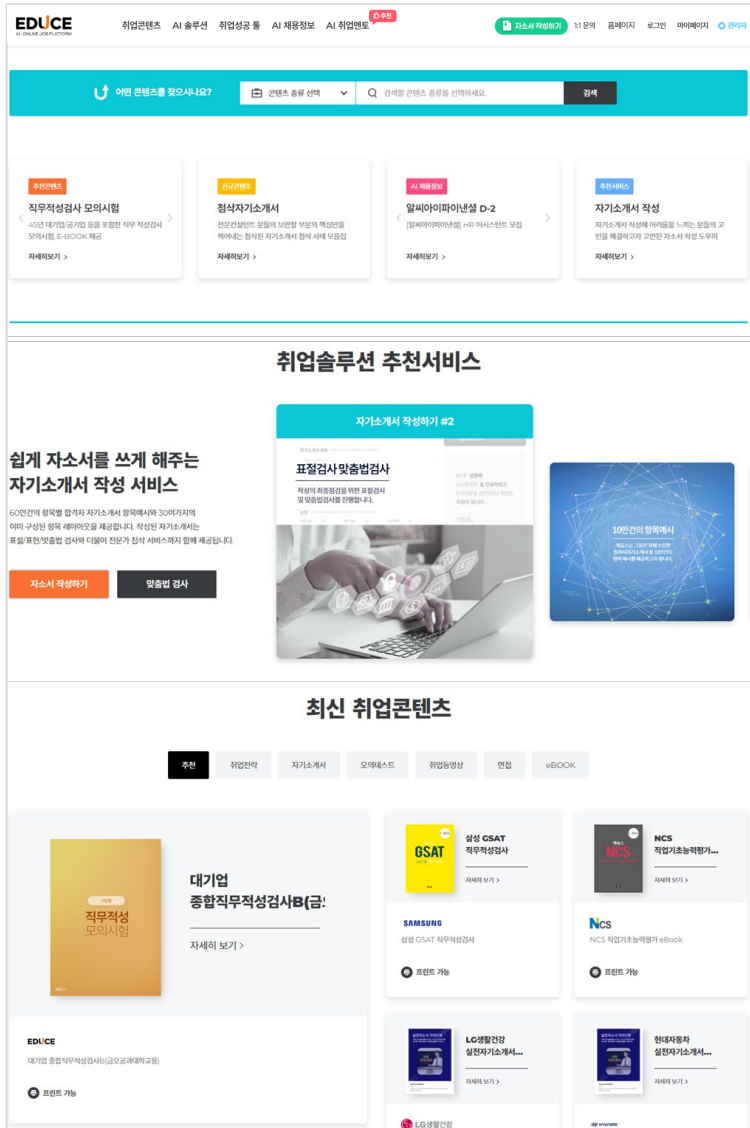 EDUCE
AI - ONLINE JOB PLATFORM
취업콘텐츠 AI 솔루션 취업성공 툴 AI 채용정보 AI 취업멘토
추천
자소서 작성하기 1:1 문의 홈페이지 로그인 마이페이지 관리자
어떤 콘텐츠를 찾으시나요? 콘텐츠 종류 선택 검색할 콘텐츠 종류를 선택하세요. 검색
추천콘텐츠
직무적성검사 모의시험
45년 대기업/공기업 등을 포함한 직무 적성검사
모의시험, E-BOOK 제공
자세히보기 >
신규콘텐츠
첨삭자기소개서
전문컨설턴트 분들의 보완할 부분의 핵심만을
찍어내는 첨삭된 자기소개서 첨삭 사례 모음집
자세히보기 >
AI 채용정보
알씨아이파이낸셜 D-2
[알씨아이파이낸셜] HR 어시스턴트 모집
자세히보기 >
추천서비스
자기소개서 작성
자기소개서 작성에 어려움을 느끼는 분들의 고
민을 해결하고자 고안된 자소서 작성 도우미
자세히보기 >
취업솔루션 추천서비스
쉽게 자소서를 쓰게 해주는
자기소개서 작성 서비스
60만건의 항목별 합격자 자기소개서 항목예시와 30여가지의
이미 구성된 항목 레이아웃을 제공합니다. 작성된 자기소개서는
표절/표현/맞춤법 검사와 더불어 전문가 첨삭 서비스까지 함께 제공됩니다.
자소서 작성하기 맞춤법 검사
자기소개서 작성하기 #2
표절검사 맞춤법검사
작성의 최종점검을 위한 표절검사
및 맞춤법검사를 진행합니다.
10만건의 항목예시
최신 취업콘텐츠
추천 취업전략 자기소개서 모의테스트 취업동영상 면접 eBOOK
직무적성
모의시험
대기업
종합직무적성검사B(금오
자세히 보기 >
EDUCE
대기업 종합직무적성검사B(금오공과대학교용)
프린트 가능
GSAT
삼성 GSAT
직무적성검사
자세히 보기 >
SAMSUNG
삼성 GSAT 직무적성검사
프린트 가능
NCS
NCS
직업기초능력평가...
자세히 보기 >
NCS
NCS 직업기초능력평가 eBook
프린트 가능
LG생활건강
실전자기소개서...
자세히 보기 >
LG생활건강
현대자동차
실전자기소개서...
자세히 보기 >
HYUNDAI